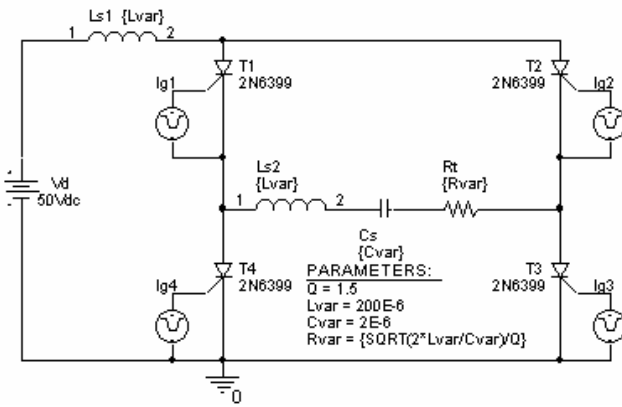 Ls1 {Lvar}
1 2
T1
2N6399
T2
2N6399
Ig1
Ig2
Vd
50Vdc
Ls2
{Lvar}
Rt
{Rvar}
1 2
Cs
{Cvar}
T4
2N6399
T3
2N6399
Ig4
Ig3
PARAMETERS:
Q = 1.5
Lvar = 200E-6
Cvar = 2E-6
Rvar = {SQRT(2*Lvar/Cvar)/Q}
0